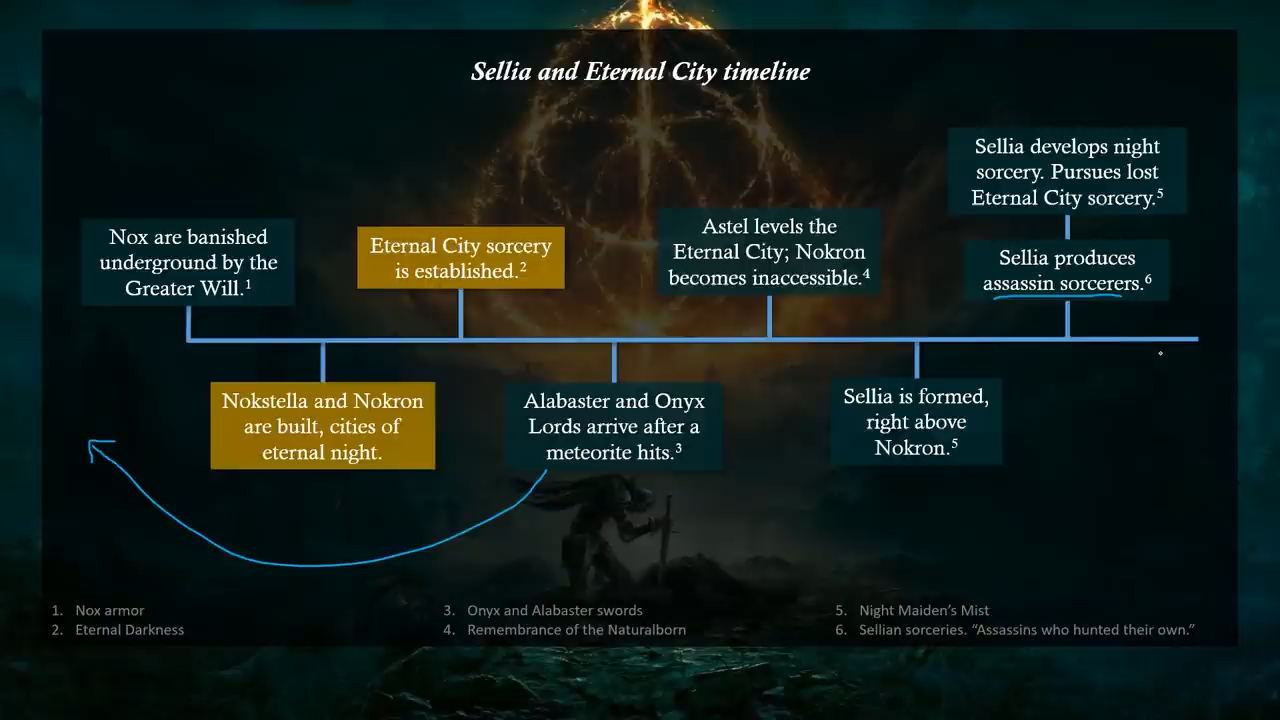 Sellia and Eternal City timeline
Nox are banished
underground by the
Greater Will.¹
Nokstella and Nokron
are built, cities of
eternal night.
Eternal City sorcery
is established.²
Alabaster and Onyx
Lords arrive after a
meteorite hits.³
Astel levels the
Eternal City; Nokron
becomes inaccessible.⁴
Sellia is formed,
right above
Nokron.⁵
Sellia develops night
sorcery. Pursues lost
Eternal City sorcery.⁵
Sellia produces
assassin sorcerers.⁶
1. Nox armor
2. Eternal Darkness
3. Onyx and Alabaster swords
4. Remembrance of the Naturalborn
5. Night Maiden’s Mist
6. Sellian sorceries. “Assassins who hunted their own.”